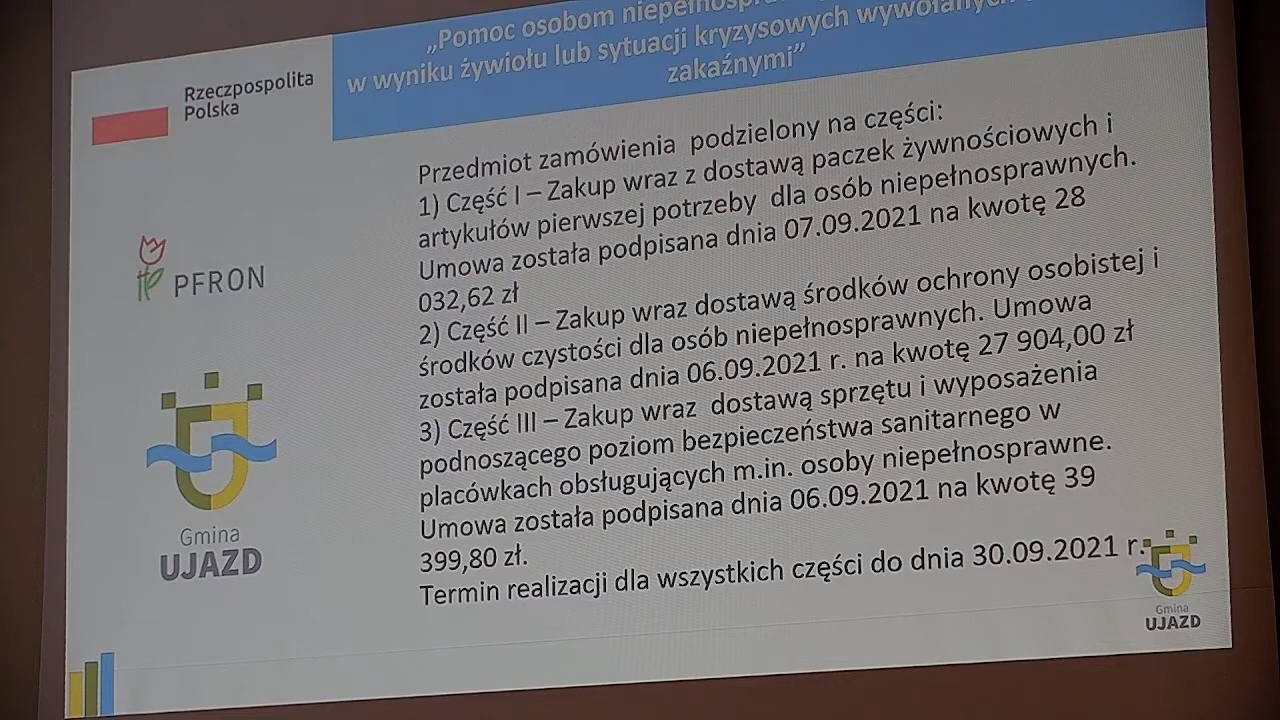 „Pomoc osobom
w wyniku żywiołu lub sytuacji kryzysowych wywołanych
zakaźnymi”
Rzeczpospolita
Polska
PFRON
Gmina
UJAZD
Przedmiot zamówienia podzielony na części:
1) Część I – Zakup wraz z dostawą paczek żywnościowych i
artykułów pierwszej potrzeby dla osób niepełnosprawnych.
Umowa została podpisana dnia 07.09.2021 na kwotę 28
032,62 zł
2) Część II – Zakup wraz dostawą środków ochrony osobistej i
środków czystości dla osób niepełnosprawnych. Umowa
została podpisana dnia 06.09.2021 r. na kwotę 27 904,00 zł
3) Część III – Zakup wraz dostawą sprzętu i wyposażenia
podnoszącego poziom bezpieczeństwa sanitarnego w
placówkach obsługujących m.in. osoby niepełnosprawne.
Umowa została podpisana dnia 06.09.2021 na kwotę 39
399,80 zł.
Termin realizacji dla wszystkich części do dnia 30.09.2021 r.
Gmina
UJAZD